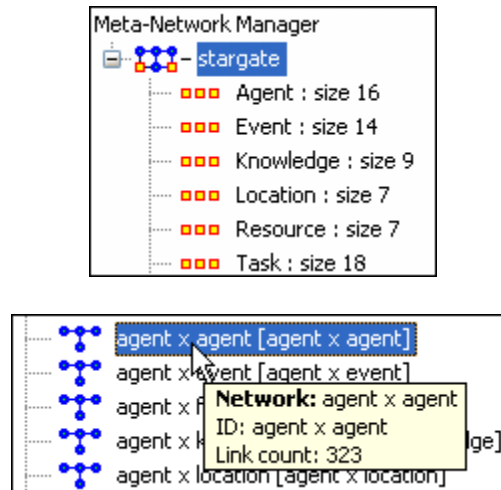 Meta-Network Manager
stargate
Agent : size 16
Event : size 14
Knowledge : size 9
Location : size 7
Resource : size 7
Task : size 18
agent x agent [agent x agent]
agent x event [agent x event]
agent x
Network: agent x agent
agent x
ID: agent x agent
ge]
Link count: 323
agent x location [agent x location]